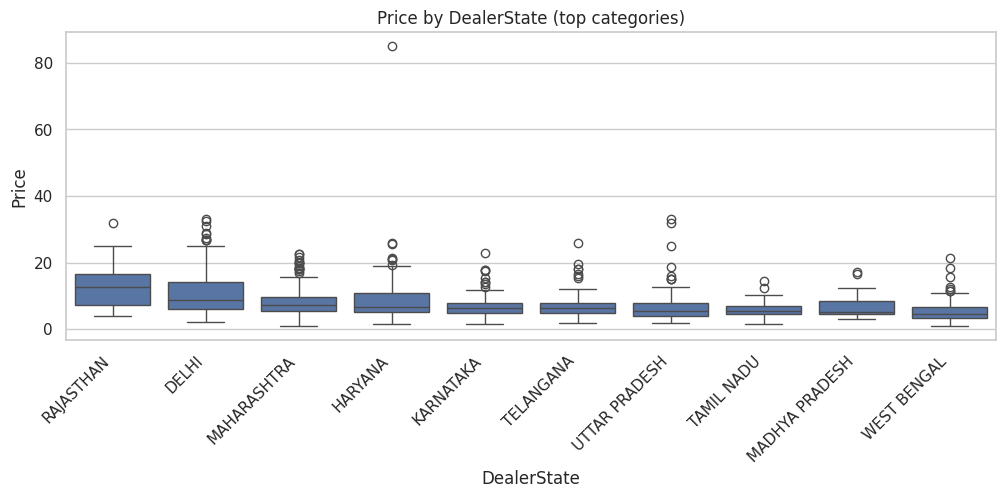 Price by DealerState (top categories)
Price
80
60
40
20
0
RAJASTHAN
DELHI
MAHARASHTRA
HARYANA
KARNATAKA
TELANGANA
UTTAR PRADESH
TAMIL NADU
MADHYA PRADESH
WEST BENGAL
DealerState